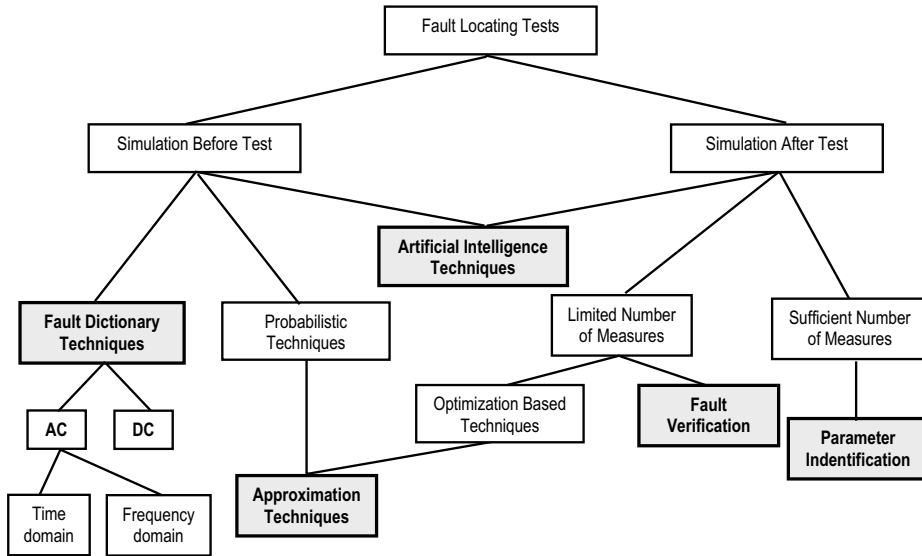 Fault Locating Tests
Simulation Before Test
Simulation After Test
Artificial Intelligence
Techniques
Fault Dictionary
Techniques
Probabilistic
Techniques
Limited Number
of Measures
Sufficient Number
of Measures
AC
DC
Optimization Based
Techniques
Fault
Verification
Parameter
Indentification
Time
domain
Frequency
domain
Approximation
Techniques